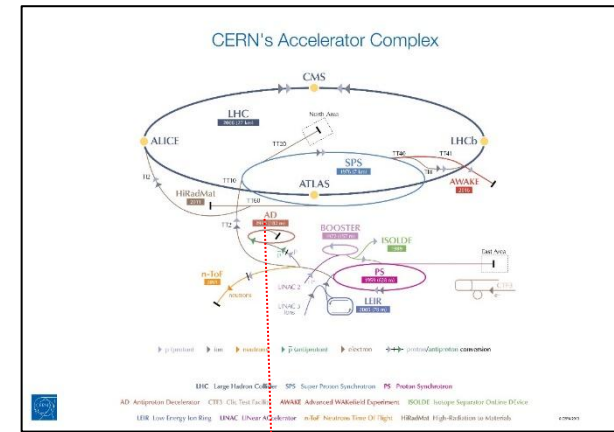 CERN's Accelerator Complex
CMS
LHC
North Area
ALICE
TT20
LHCb
TT40
TT41
SPS
TI2
TT10
HiRadMat
ATLAS
AWAKE
TT60
AD
TT2
BOOSTER
ISOLDE
East Area
n-ToF
PS
LINAC 2
neutrons
LINAC 3
LEIR
p (proton)
ion
neutrons
p̄ (antiproton)
electron
proton/antiproton conversion
LHC Large Hadron Collider SPS Super Proton Synchrotron PS Proton Synchrotron
AD Antiproton Decelerator CTF3 Clic Test Facility AWAKE Advanced WAKefield Experiment ISOLDE Isotope Separator OnLine DEvice
LEIR Low Energy Ion Ring LINAC LINear ACcelerator n-ToF Neutrons Time Of Flight HiRadMat High-Radiation to Materials